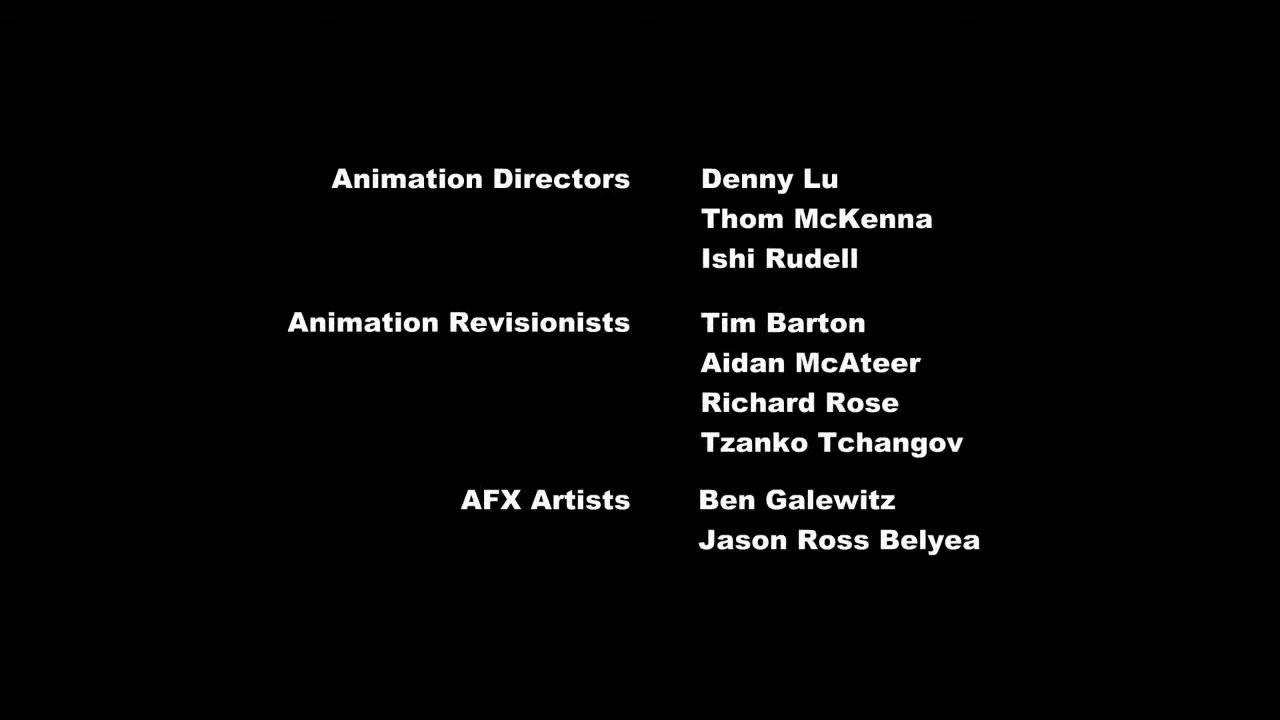 Animation Directors Denny Lu
Thom McKenna
Ishi Rudell
Animation Revisionists Tim Barton
Aidan McAteer
Richard Rose
Tzanko Tchangov
AFX Artists Ben Galewitz
Jason Ross Belyea